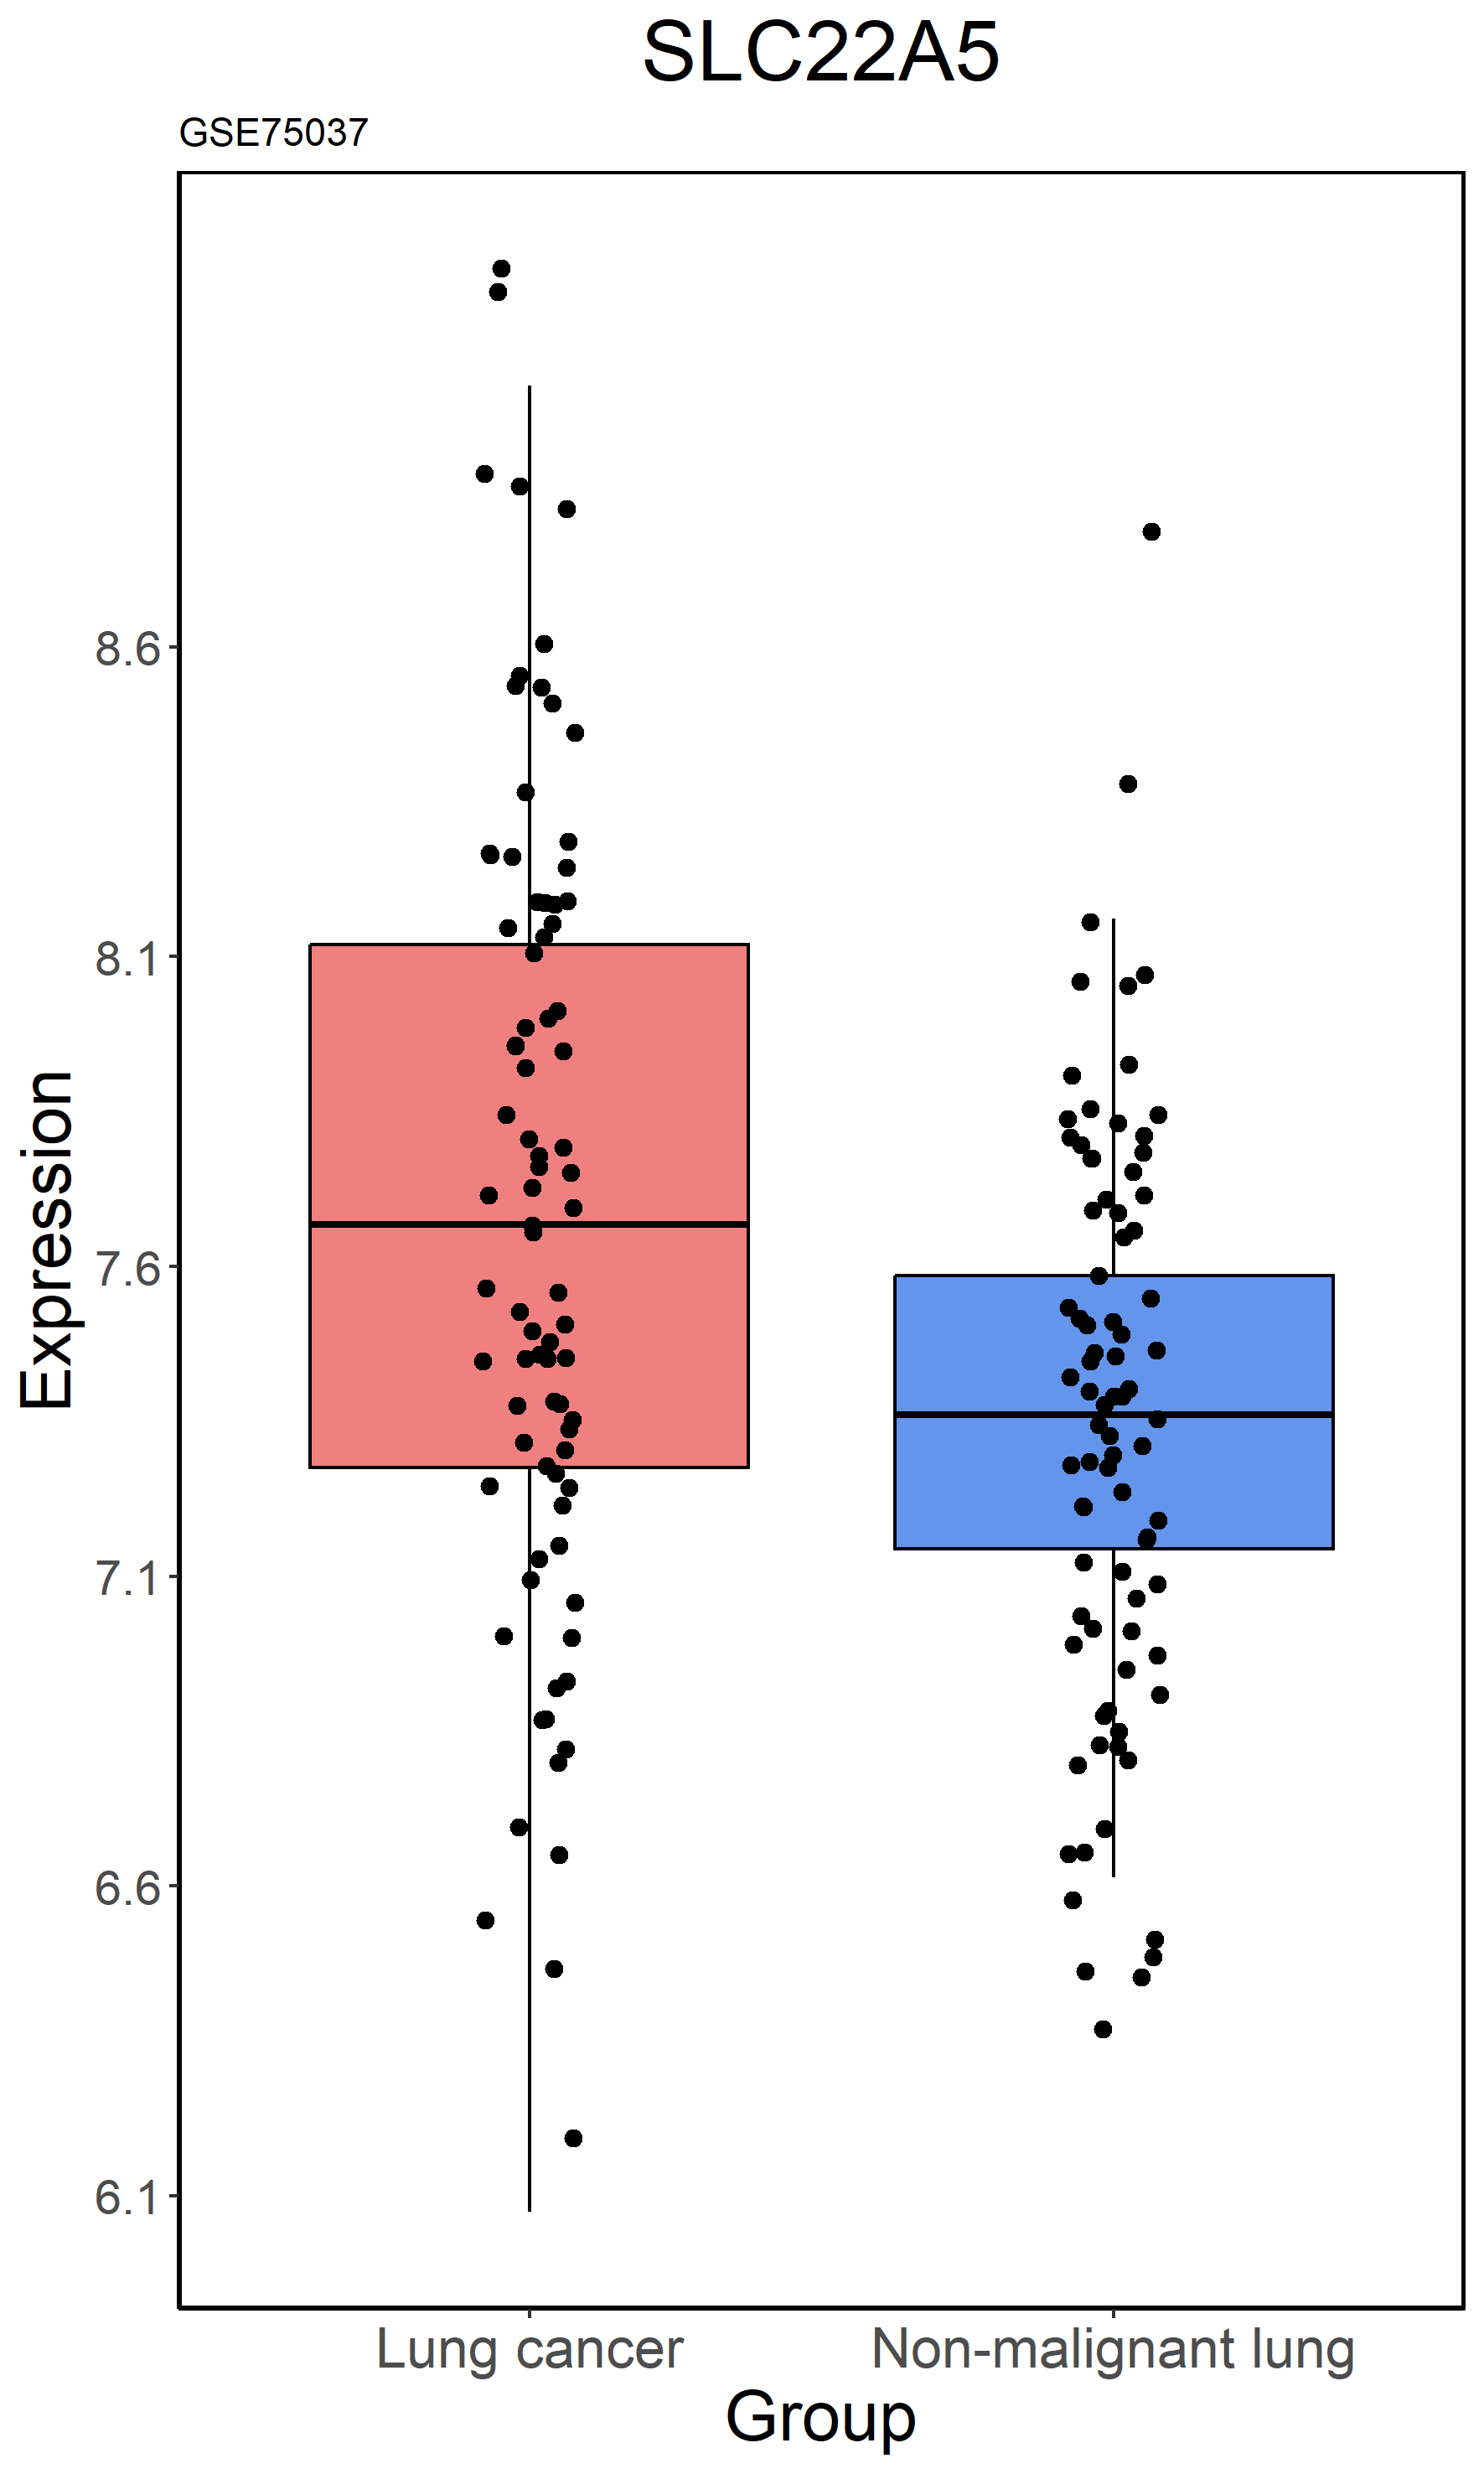 SLC22A5
GSE75037
Expression
8.6
8.1
7.6
7.1
6.6
6.1
Lung cancer
Non-malignant lung
Group